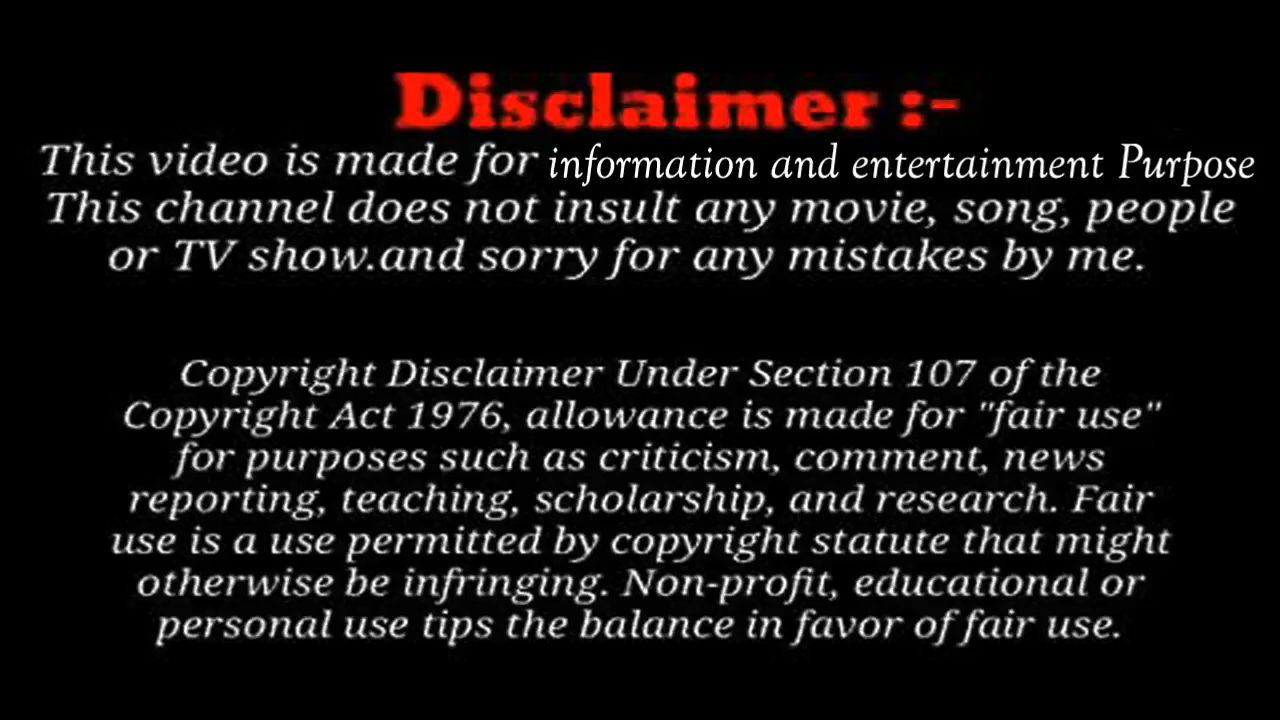 Disclaimer :-
This video is made for information and entertainment Purpose
This channel does not insult any movie, song, people
or TV show.and sorry for any mistakes by me.
Copyright Disclaimer Under Section 107 of the
Copyright Act 1976, allowance is made for "fair use"
for purposes such as criticism, comment, news
reporting, teaching, scholarship, and research. Fair
use is a use permitted by copyright statute that might
otherwise be infringing. Non-profit, educational or
personal use tips the balance in favor of fair use.